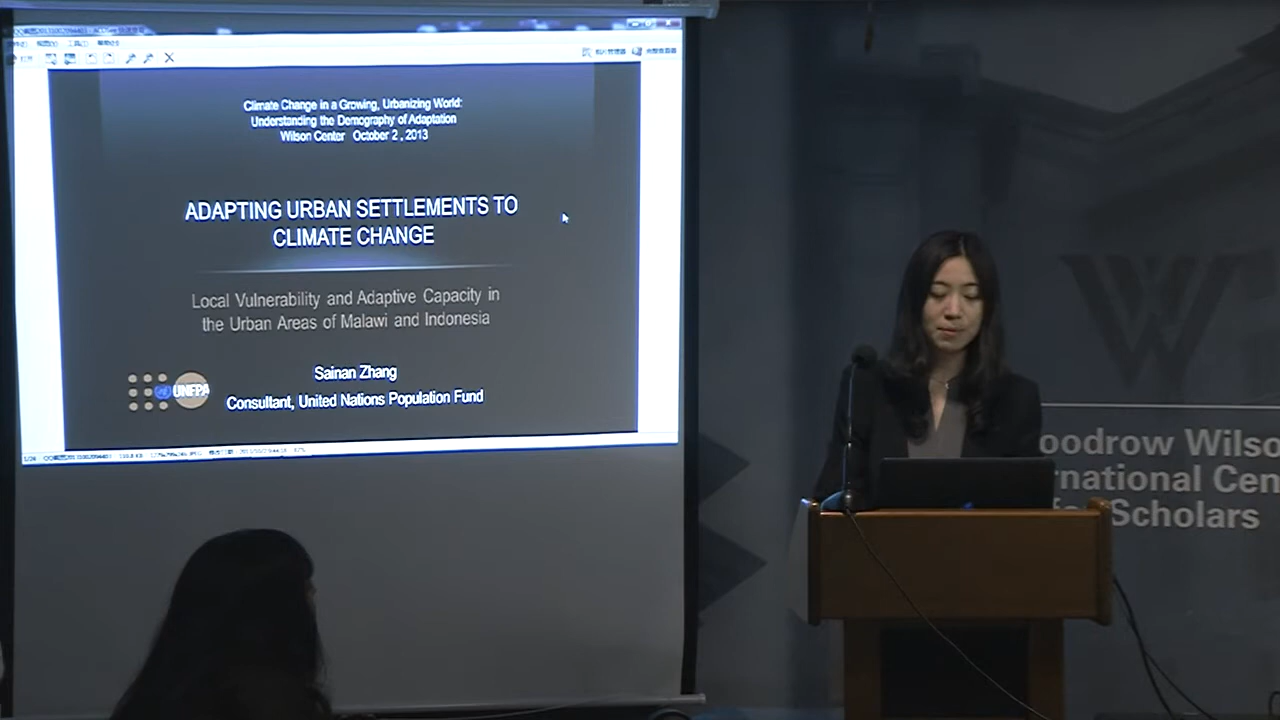 Climate Change in a Growing, Urbanizing World:
Understanding the Demography of Adaptation
Wilson Center October 2, 2013
ADAPTING URBAN SETTLEMENTS TO
CLIMATE CHANGE
Local Vulnerability and Adaptive Capacity in
the Urban Areas of Malawi and Indonesia
Sainan Zhang
Consultant, United Nations Population Fund
UNFPA
W
oodrow Wilso
rnational Cen
for Scholars